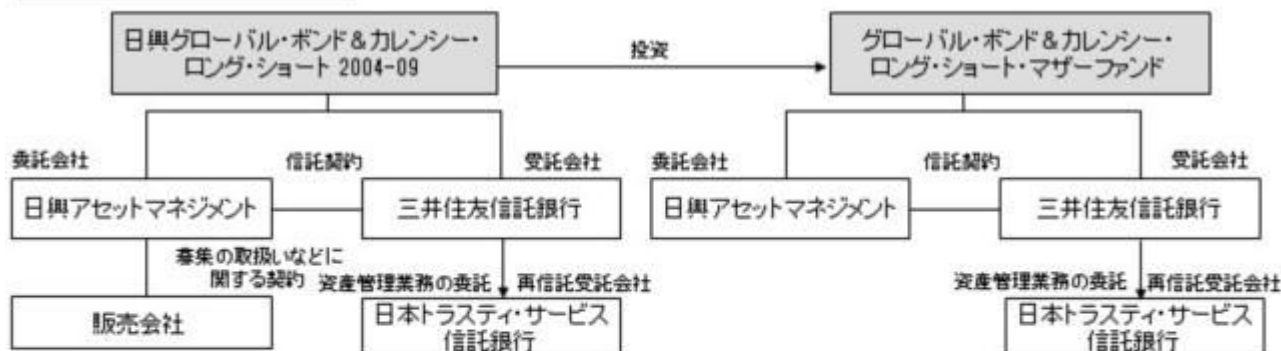 日興グローバル・ボンド＆カレンシー・
ロング・ショート 2004-09
投資
グローバル・ボンド＆カレンシー・
ロング・ショート・マザーファンド
委託会社
信託契約
受託会社
日興アセットマネジメント
三井住友信託銀行
募集の取扱いなどに
関する契約
資産管理業務の委託
再信託受託会社
販売会社
日本トラスティ・サービス
信託銀行
委託会社
信託契約
受託会社
日興アセットマネジメント
三井住友信託銀行
資産管理業務の委託
再信託受託会社
日本トラスティ・サービス
信託銀行